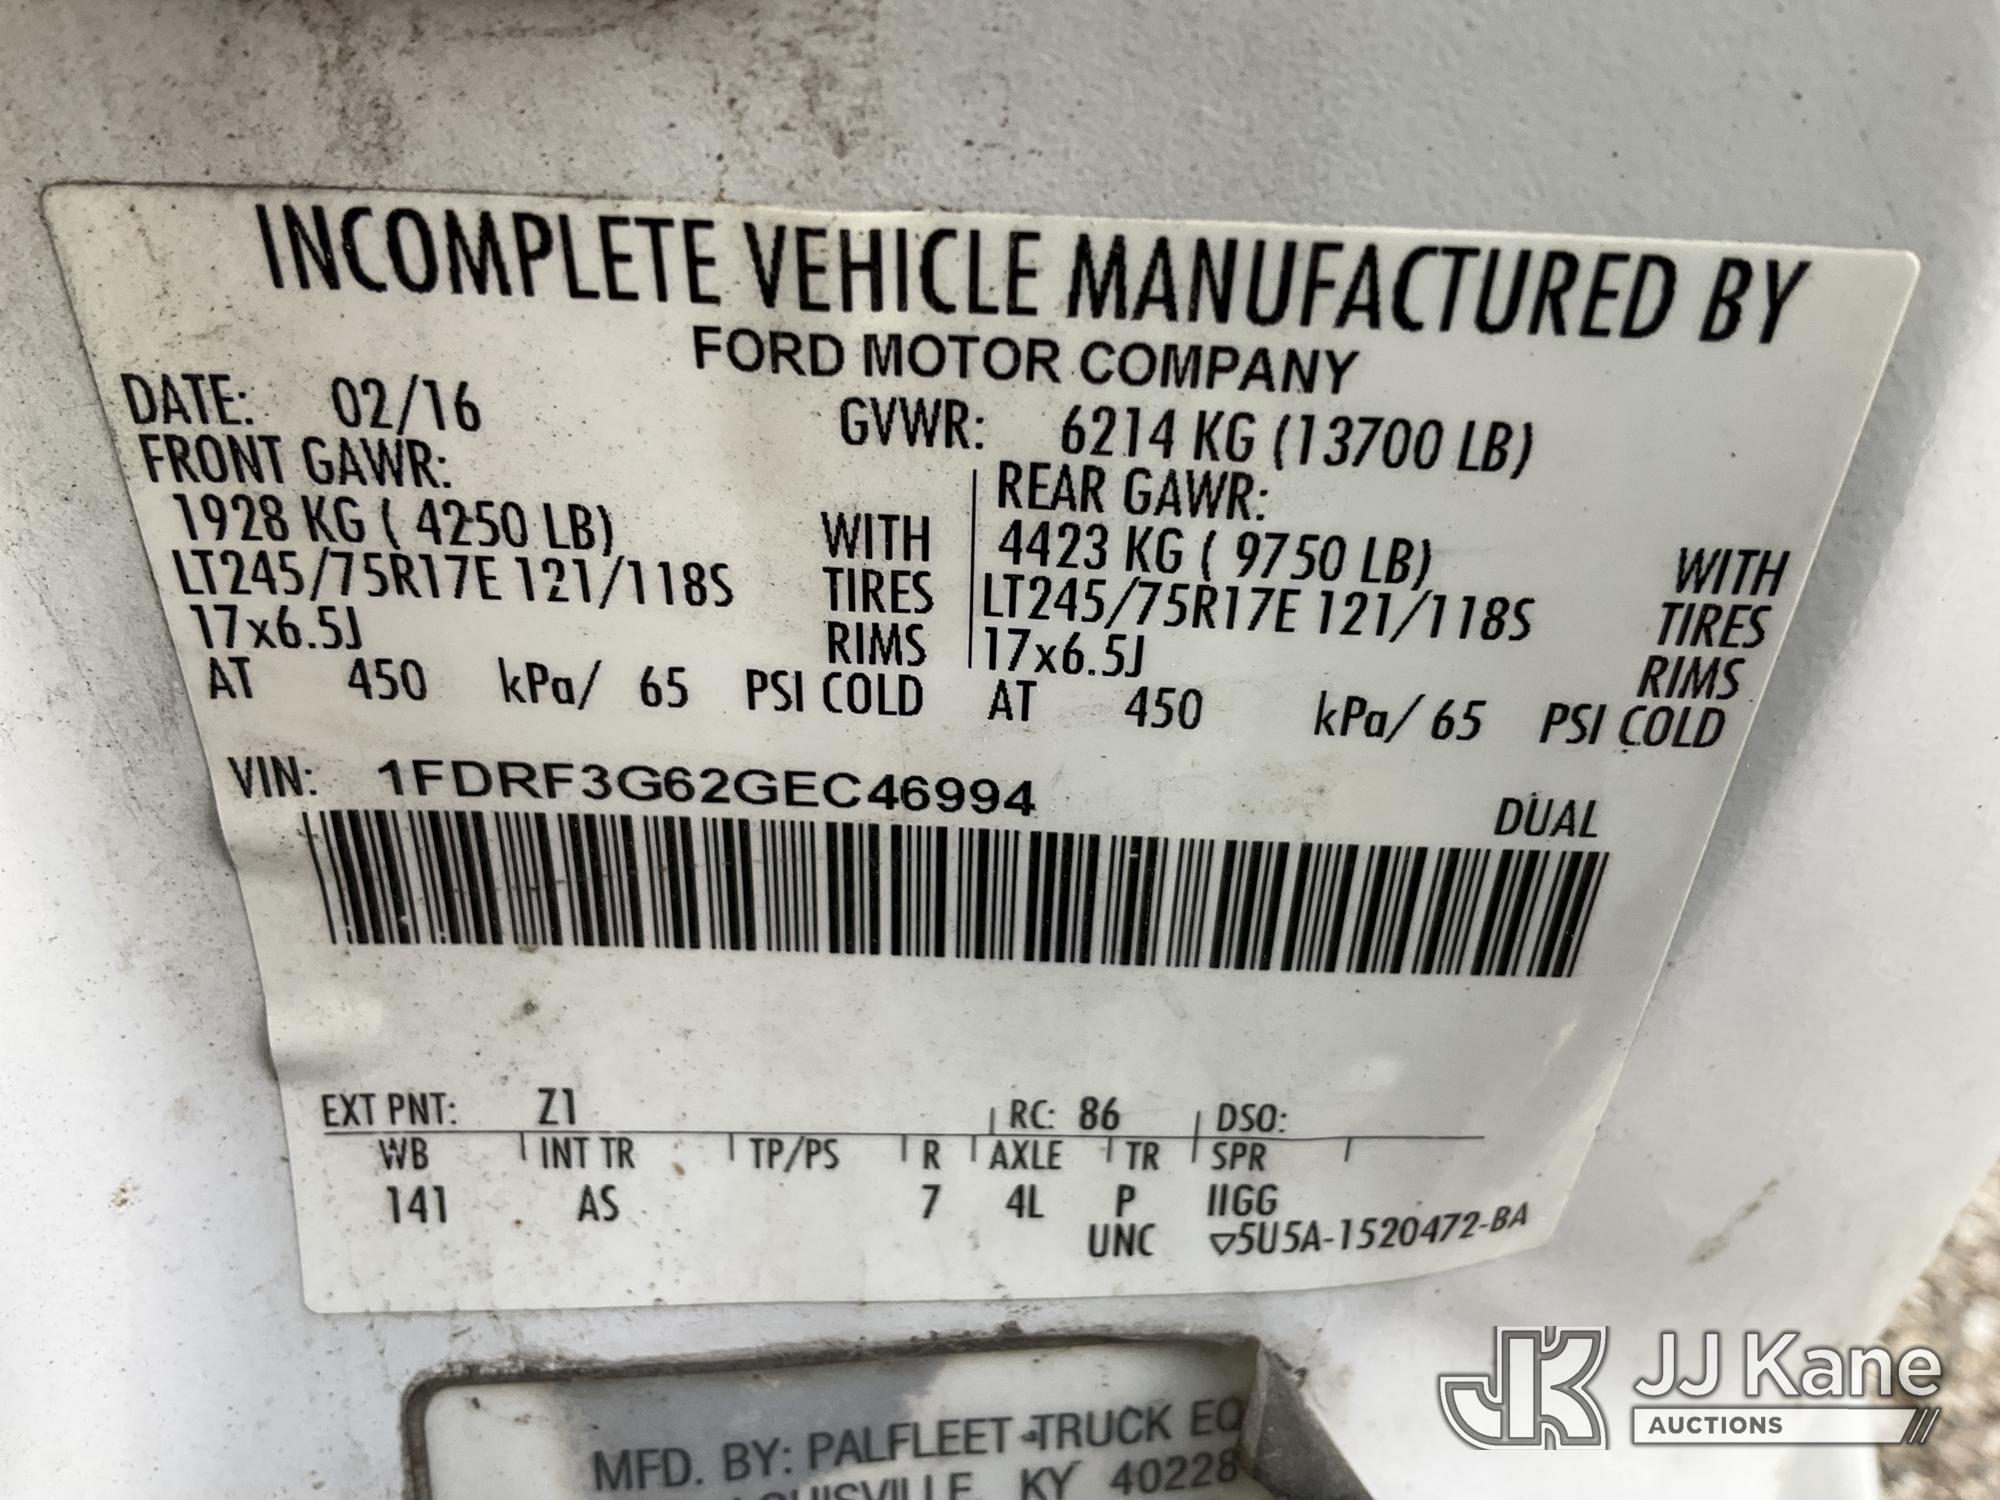 INCOMPLETE VEHICLE MANUFACTURED BY
FORD MOTOR COMPANY
DATE: 02/16 GVWR: 6214 KG (13700 LB)
FRONT GAWR: REAR GAWR:
1928 KG ( 4250 LB) WITH 4423 KG ( 9750 LB) WITH
LT245/75R17E 121/118S TIRES LT245/75R17E 121/118S TIRES
17x6.5J RIMS 17x6.5J RIMS
AT 450 kPa/ 65 PSI COLD AT 450 kPa/ 65 PSI COLD
VIN: 1FDRF3G62GEC46994
DUAL
EXT PNT: Z1 RC: 86 DSO:
WB INT TR TP/PS R AXLE TR SPR
141 AS 7 4L P IIGG
UNC ▽5U5A-1520472-BA
MFD. BY: PALFLEET TRUCK EQ
LOUISVILLE, KY 40228
JK JJ Kane
AUCTIONS